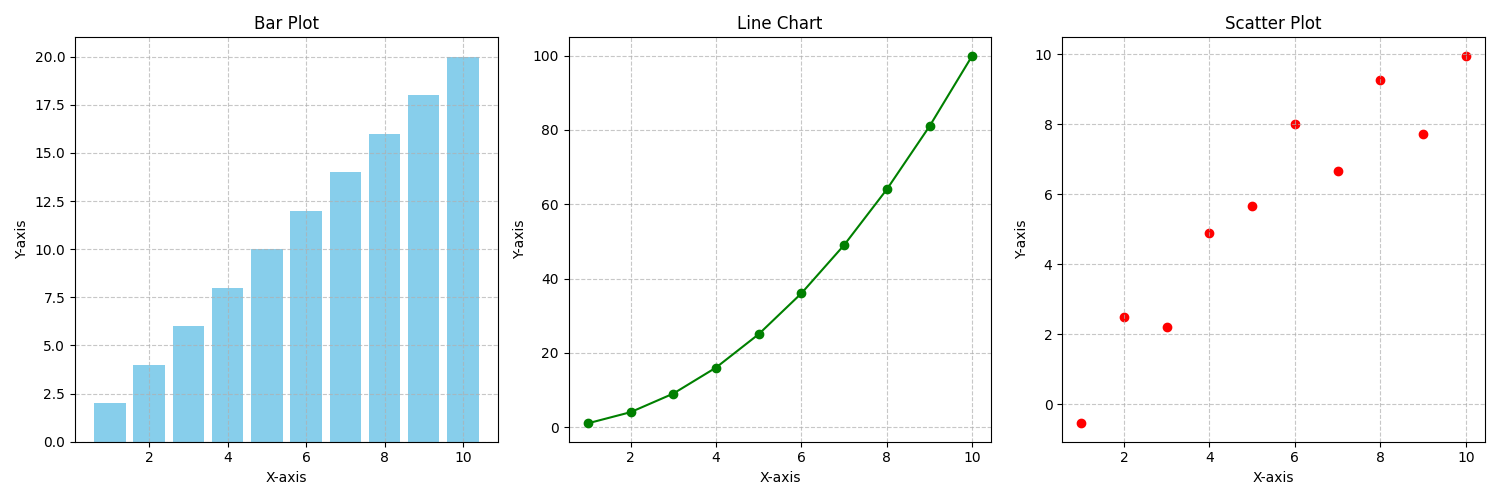 Bar Plot
Y-axis
20.0
17.5
15.0
12.5
10.0
7.5
5.0
2.5
0.0
2 4 6 8 10
X-axis
Line Chart
Y-axis
100
80
60
40
20
0
2 4 6 8 10
X-axis
Scatter Plot
Y-axis
10
8
6
4
2
0
2 4 6 8 10
X-axis